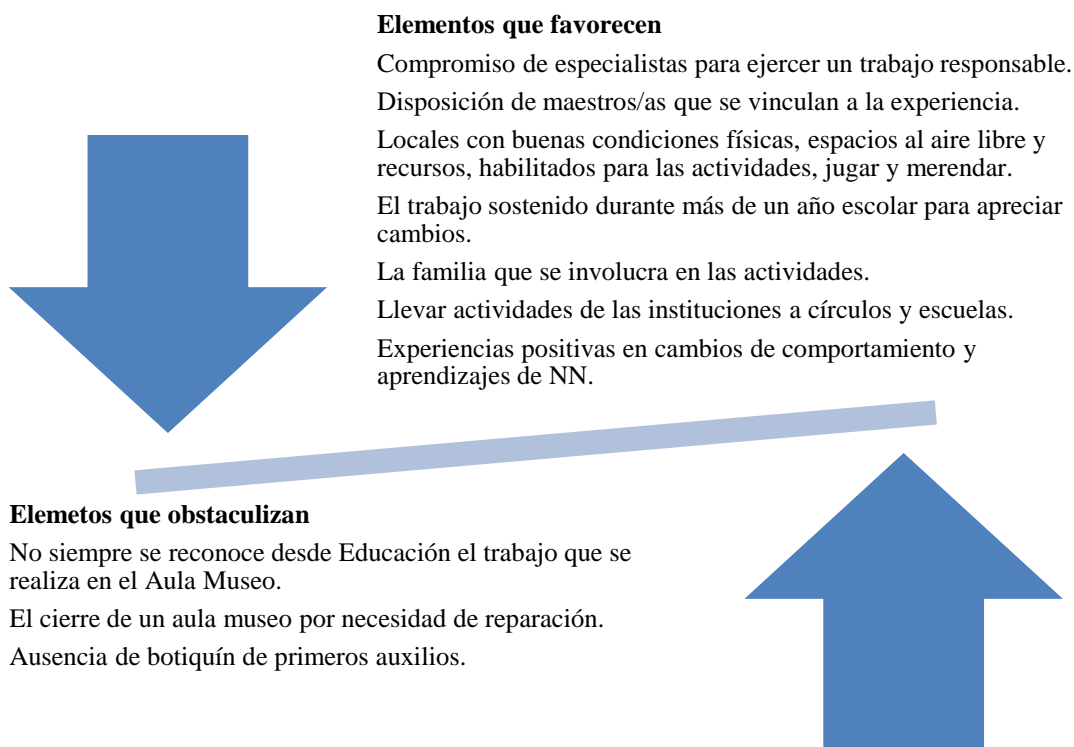 Elementos que favorecen
Compromiso de especialistas para ejercer un trabajo responsable.
Disposición de maestros/as que se vinculan a la experiencia.
Locales con buenas condiciones físicas, espacios al aire libre y
recursos, habilitados para las actividades, jugar y merendar.
El trabajo sostenido durante más de un año escolar para apreciar
cambios.
La familia que se involucra en las actividades.
Llevar actividades de las instituciones a círculos y escuelas.
Experiencias positivas en cambios de comportamiento y
aprendizajes de NN.
Elemetos que obstaculizan
No siempre se reconoce desde Educación el trabajo que se
realiza en el Aula Museo.
El cierre de un aula museo por necesidad de reparación.
Ausencia de botiquín de primeros auxilios.